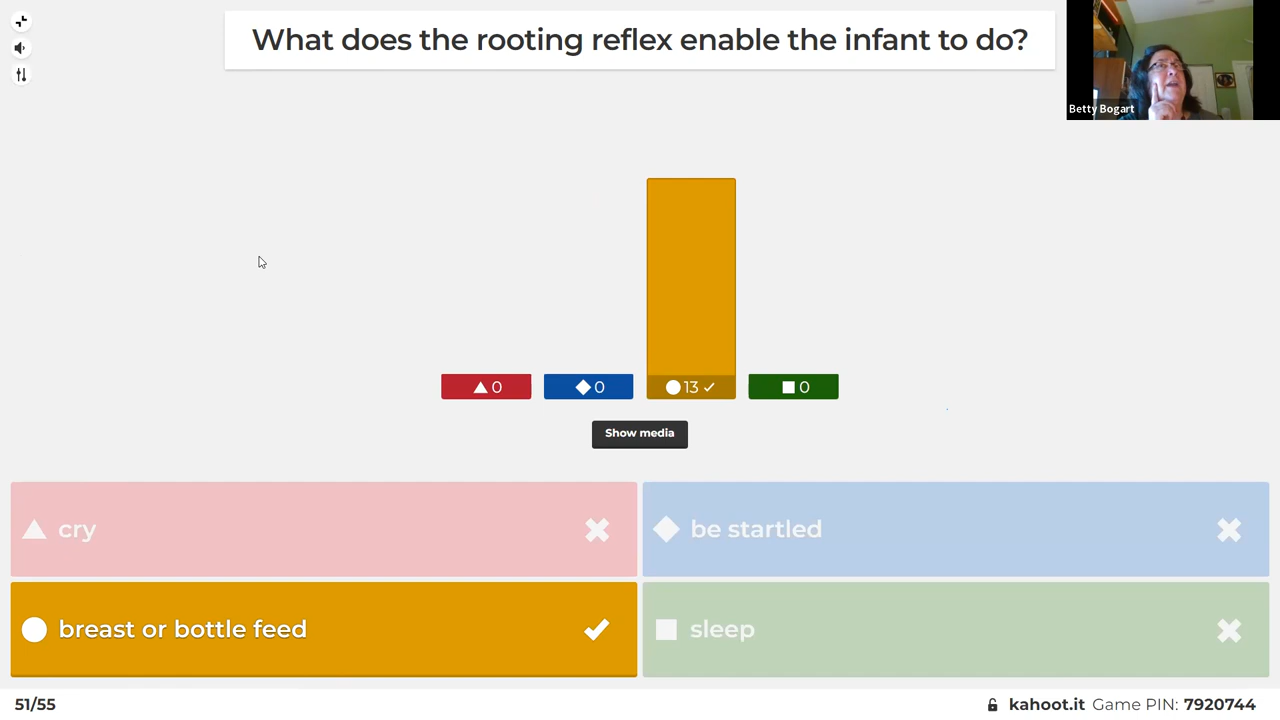 What does the rooting reflex enable the infant to do?
Betty Bogart
0
0
13
0
Show media
cry
be startled
breast or bottle feed
sleep
51/55
kahoot.it Game PIN: 7920744